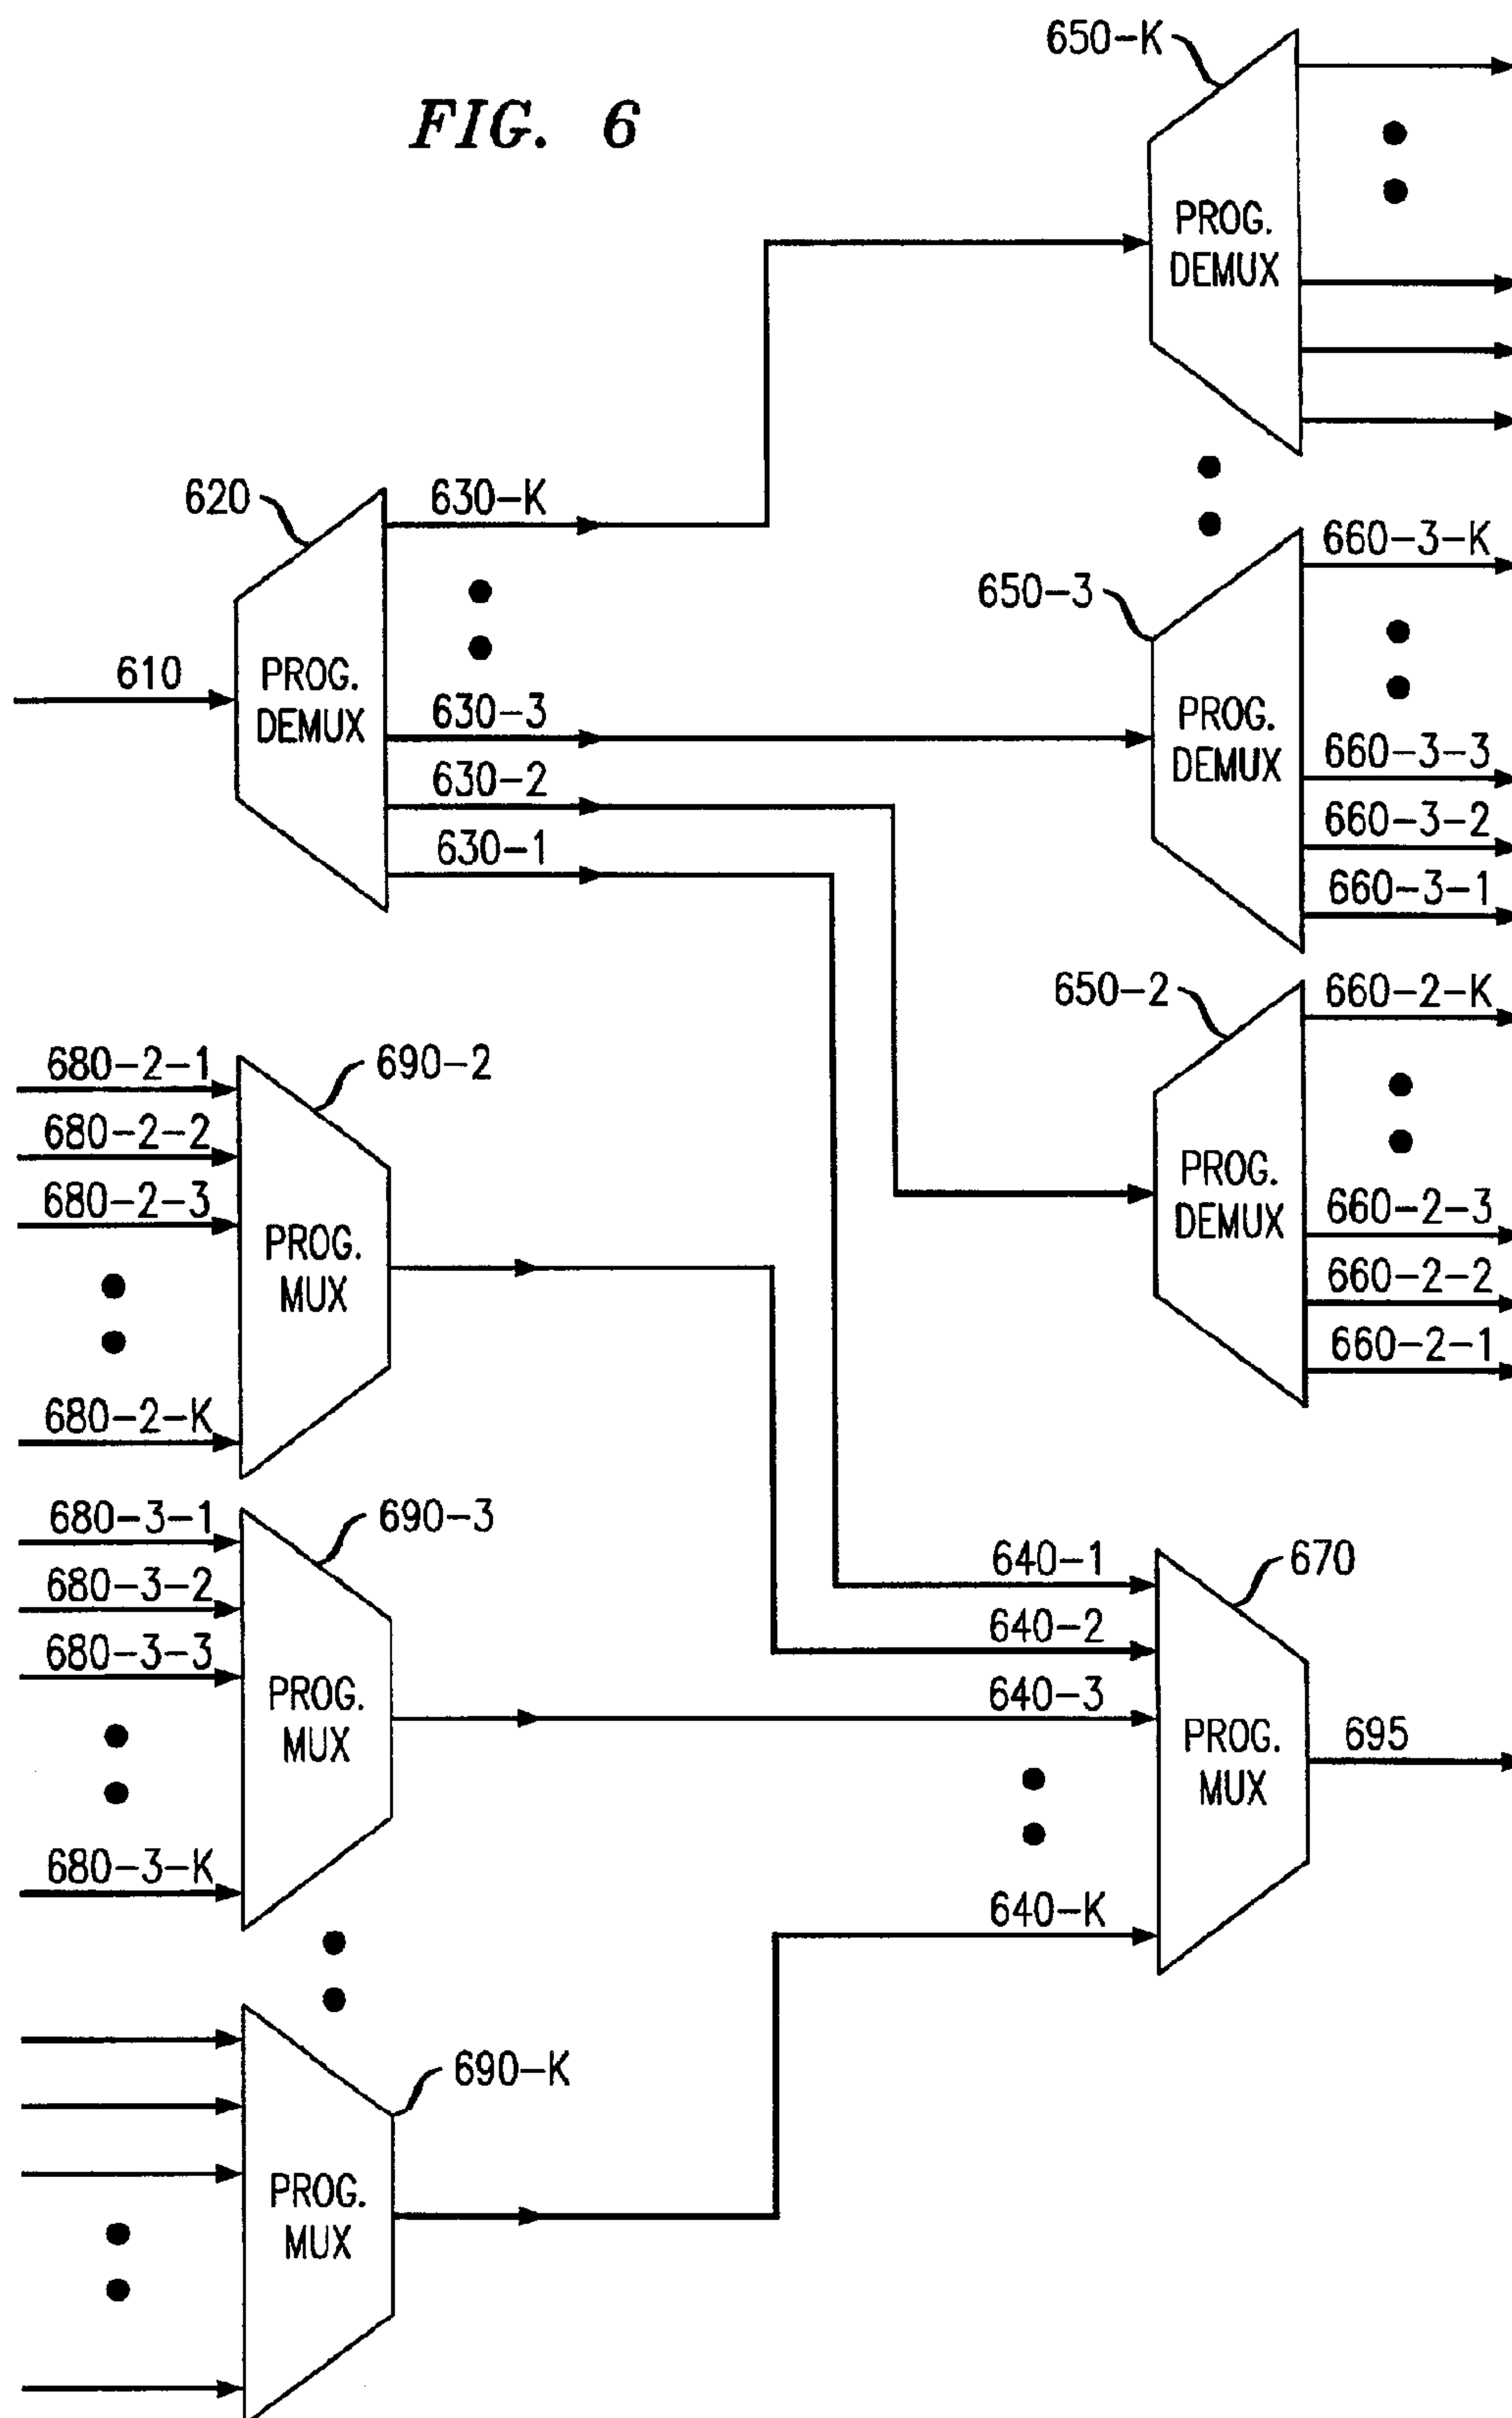 FIG. 6
650-K
PROG.
DEMUX
620
630-K
610
PROG.
DEMUX
630-3
630-2
630-1
650-3
PROG.
DEMUX
660-3-K
660-3-3
660-3-2
660-3-1
650-2
PROG.
DEMUX
660-2-K
660-2-3
660-2-2
660-2-1
680-2-1
680-2-2
680-2-3
680-2-K
690-2
PROG.
MUX
680-3-1
680-3-2
680-3-3
680-3-K
690-3
PROG.
MUX
640-1
640-2
640-3
640-K
670
PROG.
MUX
695
690-K
PROG.
MUX